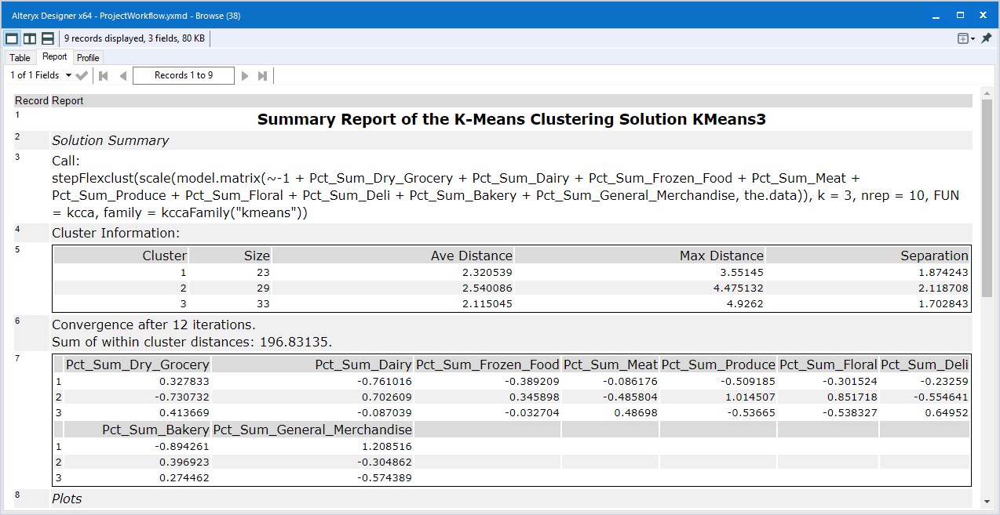 Alteryx Designer x64 - ProjectWorkflow.yxmd - Browse (38)
9 records displayed, 3 fields, 80 KB
Table Report Profile
1 of 1 Fields Records 1 to 9
Record Report
1 Summary Report of the K-Means Clustering Solution KMeans3
2 Solution Summary
3 Call:
stepFlexclust(scale(model.matrix(~-1 + Pct_Sum_Dry_Grocery + Pct_Sum_Dairy + Pct_Sum_Frozen_Food + Pct_Sum_Meat +
Pct_Sum_Produce + Pct_Sum_Floral + Pct_Sum_Deli + Pct_Sum_Bakery + Pct_Sum_General_Merchandise, the.data)), k = 3, nrep = 10, FUN
= kcca, family = kccaFamily("kmeans"))
4 Cluster Information:
5 Cluster Size Ave Distance Max Distance Separation
1 23 2.320539 3.55145 1.874243
2 29 2.540086 4.475132 2.118708
3 33 2.115045 4.9262 1.702843
6 Convergence after 12 iterations.
Sum of within cluster distances: 196.83135.
7 Pct_Sum_Dry_Grocery Pct_Sum_Dairy Pct_Sum_Frozen_Food Pct_Sum_Meat Pct_Sum_Produce Pct_Sum_Floral Pct_Sum_Deli
1 0.327833 -0.761016 -0.389209 -0.086176 -0.509185 -0.301524 -0.23259
2 -0.730732 0.702609 0.345898 -0.485804 1.014507 0.851718 -0.554641
3 0.413669 -0.087039 -0.032704 0.48698 -0.53665 -0.538327 0.64952
Pct_Sum_Bakery Pct_Sum_General_Merchandise
1 -0.894261 1.208516
2 0.396923 -0.304862
3 0.274462 -0.574389
8 Plots